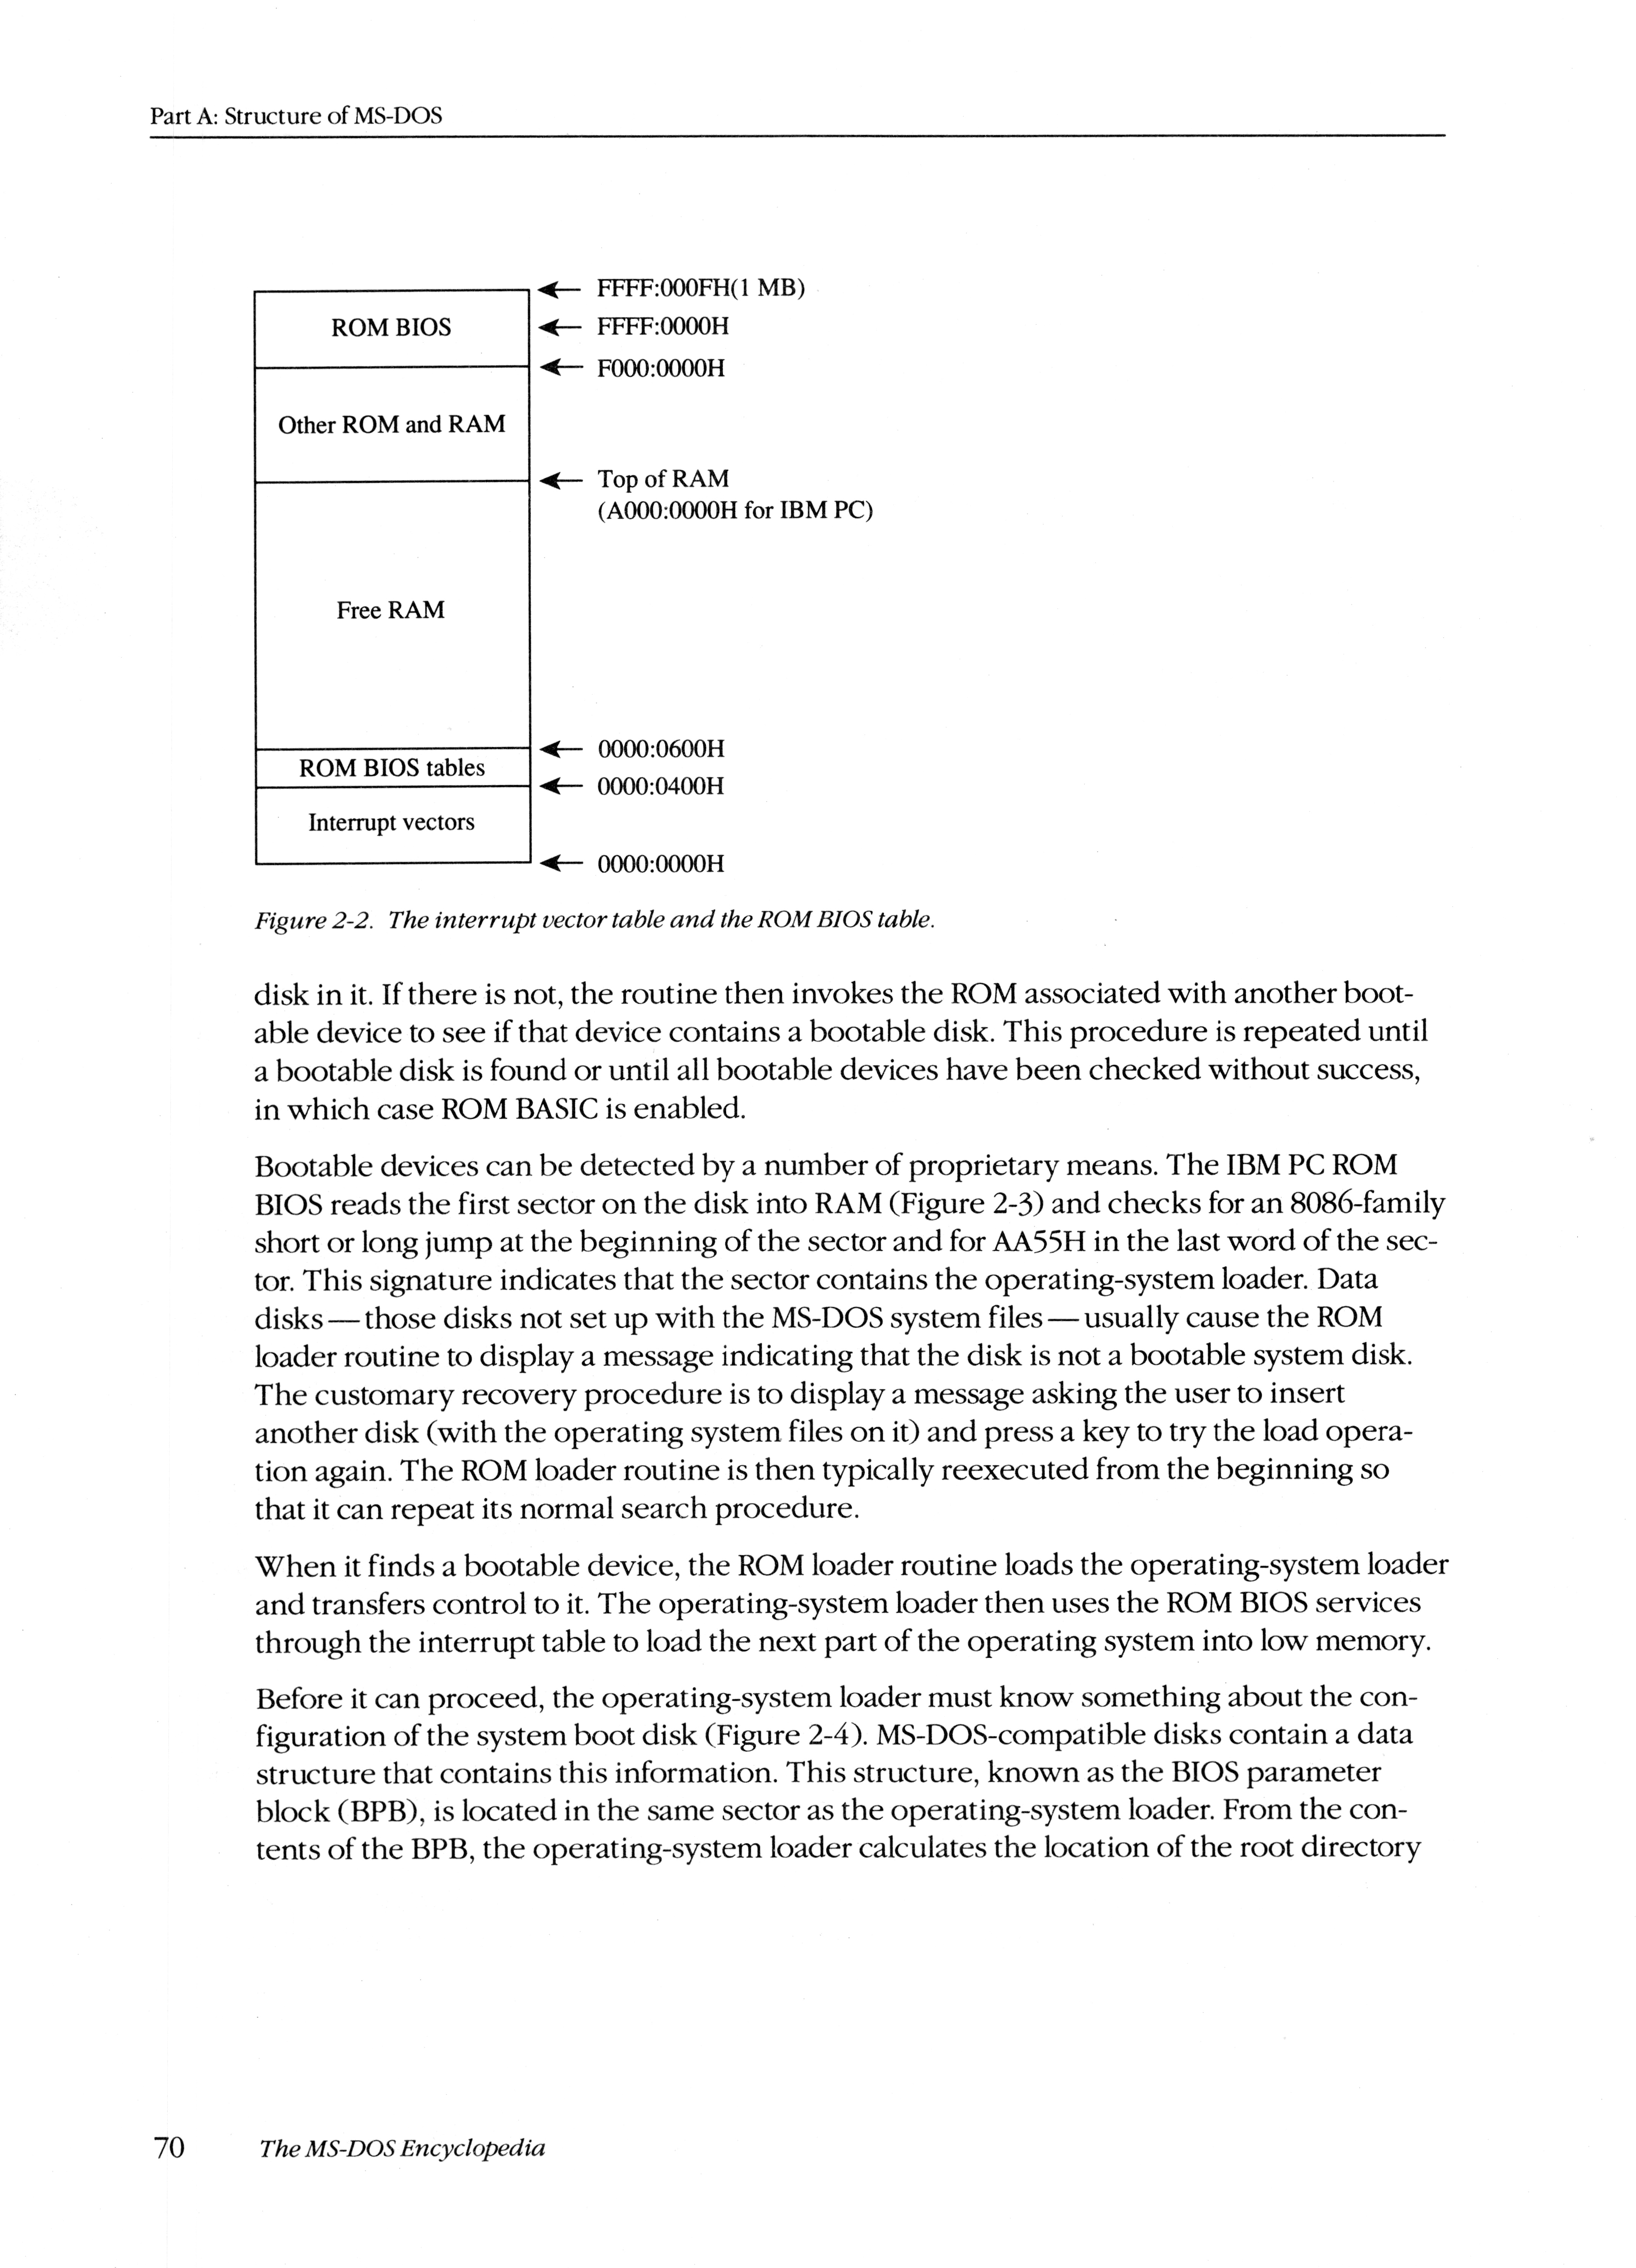 Part A: Structure of MS-DOS
FFFF:000FH(1 MB)
ROM BIOS
FFFF:0000H
F000:0000H
Other ROM and RAM
Top of RAM
(A000:0000H for IBM PC)
Free RAM
0000:0600H
ROM BIOS tables
0000:0400H
Interrupt vectors
0000:0000H
Figure 2-2. The interrupt vector table and the ROM BIOS table.
disk in it. If there is not, the routine then invokes the ROM associated with another boot-
able device to see if that device contains a bootable disk. This procedure is repeated until
a bootable disk is found or until all bootable devices have been checked without success,
in which case ROM BASIC is enabled.
Bootable devices can be detected by a number of proprietary means. The IBM PC ROM
BIOS reads the first sector on the disk into RAM (Figure 2-3) and checks for an 8086-family
short or long jump at the beginning of the sector and for AA55H in the last word of the sec-
tor. This signature indicates that the sector contains the operating-system loader. Data
disks — those disks not set up with the MS-DOS system files — usually cause the ROM
loader routine to display a message indicating that the disk is not a bootable system disk.
The customary recovery procedure is to display a message asking the user to insert
another disk (with the operating system files on it) and press a key to try the load opera-
tion again. The ROM loader routine is then typically reexecuted from the beginning so
that it can repeat its normal search procedure.
When it finds a bootable device, the ROM loader routine loads the operating-system loader
and transfers control to it. The operating-system loader then uses the ROM BIOS services
through the interrupt table to load the next part of the operating system into low memory.
Before it can proceed, the operating-system loader must know something about the con-
figuration of the system boot disk (Figure 2-4). MS-DOS-compatible disks contain a data
structure that contains this information. This structure, known as the BIOS parameter
block (BPB), is located in the same sector as the operating-system loader. From the con-
tents of the BPB, the operating-system loader calculates the location of the root directory
70 The MS-DOS Encyclopedia